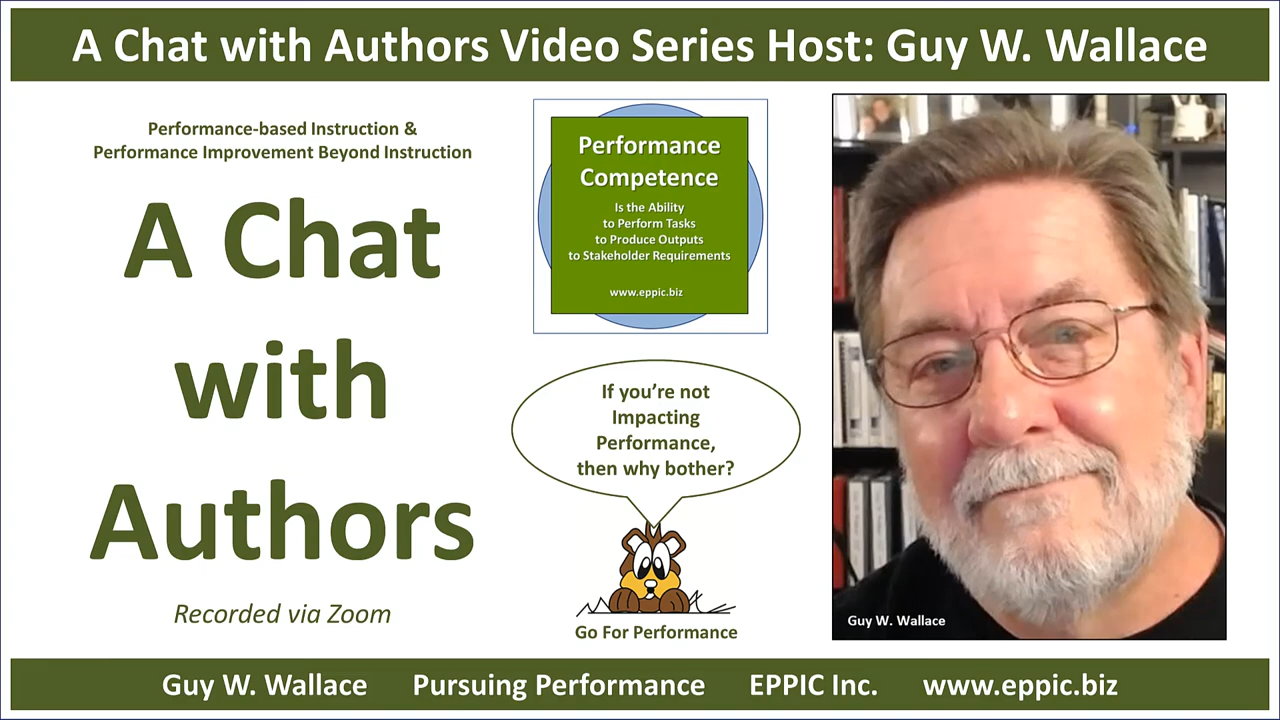 A Chat with Authors Video Series Host: Guy W. Wallace
Performance-based Instruction &
Performance Improvement Beyond Instruction
A Chat
with
Authors
Recorded via Zoom
Performance
Competence
Is the Ability
to Perform Tasks
to Produce Outputs
to Stakeholder Requirements
www.eppic.biz
If you’re not
Impacting
Performance,
then why bother?
Go For Performance
Guy W. Wallace
Guy W. Wallace Pursuing Performance EPPIC Inc. www.eppic.biz